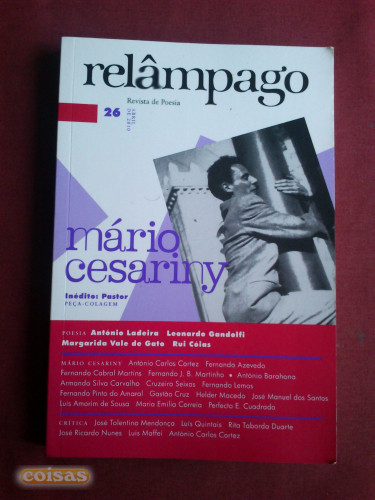 relâmpago
Revista de Poesia
26
mário
cesariny
Inédito: Pastor
PEÇA-COLAGEM
POESIA António Ladeira Leonardo Gandolfi
Margarida Vale de Gato Rui Cóias
MÁRIO CESARINY António Carlos Cortez Fernando Azevedo
Fernando Cabral Martins Fernando J. B. Martinho • António Barahona
Armando Silva Carvalho Cruzeiro Seixas Fernando Lemos
Fernando Pinto do Amaral Gastão Cruz Helder Macedo José Manuel dos Santos
Luis Amorim de Sousa Maria Emília Correia Perfecto E. Cuadrado
CRÍTICA José Tolentino Mendonça Luís Quintais Rita Taborda Duarte
José Ricardo Nunes Luis Maffei António Carlos Cortez
coisas